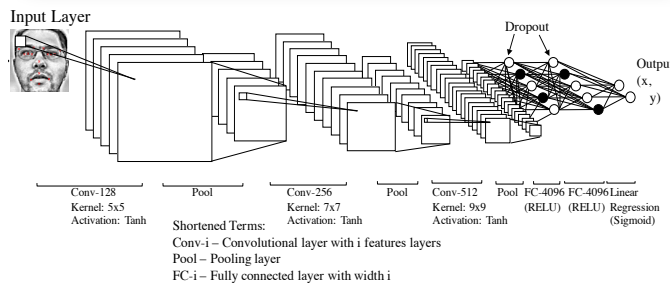 Input Layer
Dropout
Output
(x,
y)
Conv-128
Kernel: 5x5
Activation: Tanh
Pool
Conv-256
Kernel: 7x7
Activation: Tanh
Pool
Conv-512
Kernel: 9x9
Activation: Tanh
Pool
FC-4096
(RELU)
FC-4096
(RELU)
Linear
Regression
(Sigmoid)
Shortened Terms:
Conv-i – Convolutional layer with i features layers
Pool – Pooling layer
FC-i – Fully connected layer with width i